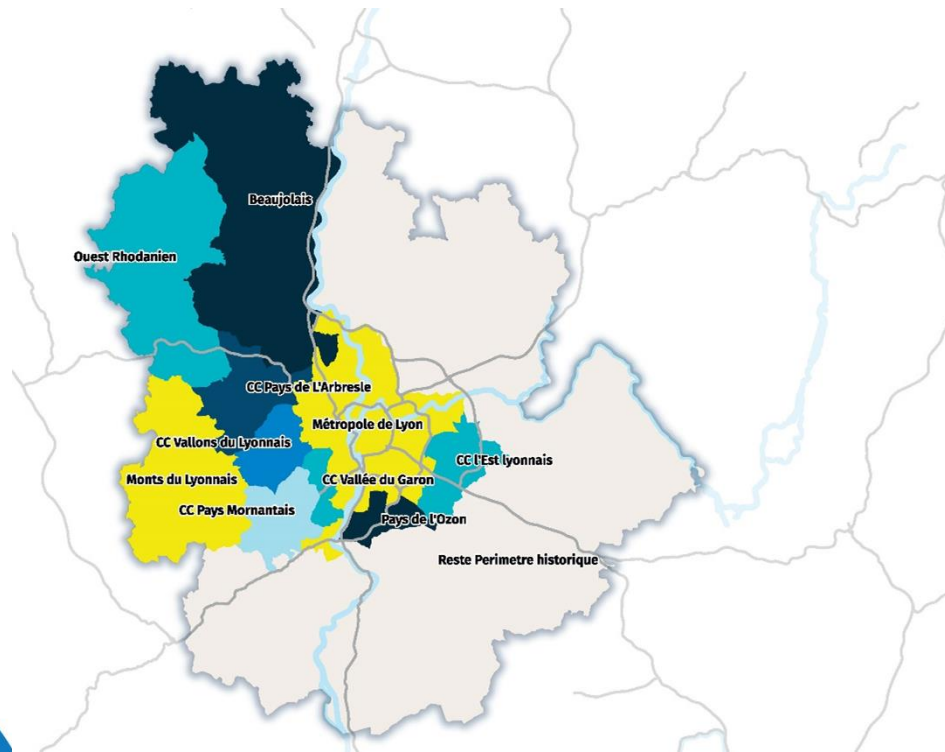 Beaujolais
Ouest Rhodanien
CC Pays de L'Arbresle
Métropole de Lyon
CC Vallons du Lyonnais
CC l'Est lyonnais
Monts du Lyonnais
CC Vallée du Garon
CC Pays Mornantais
Pays de l'Ozon
Reste Perimetre historique